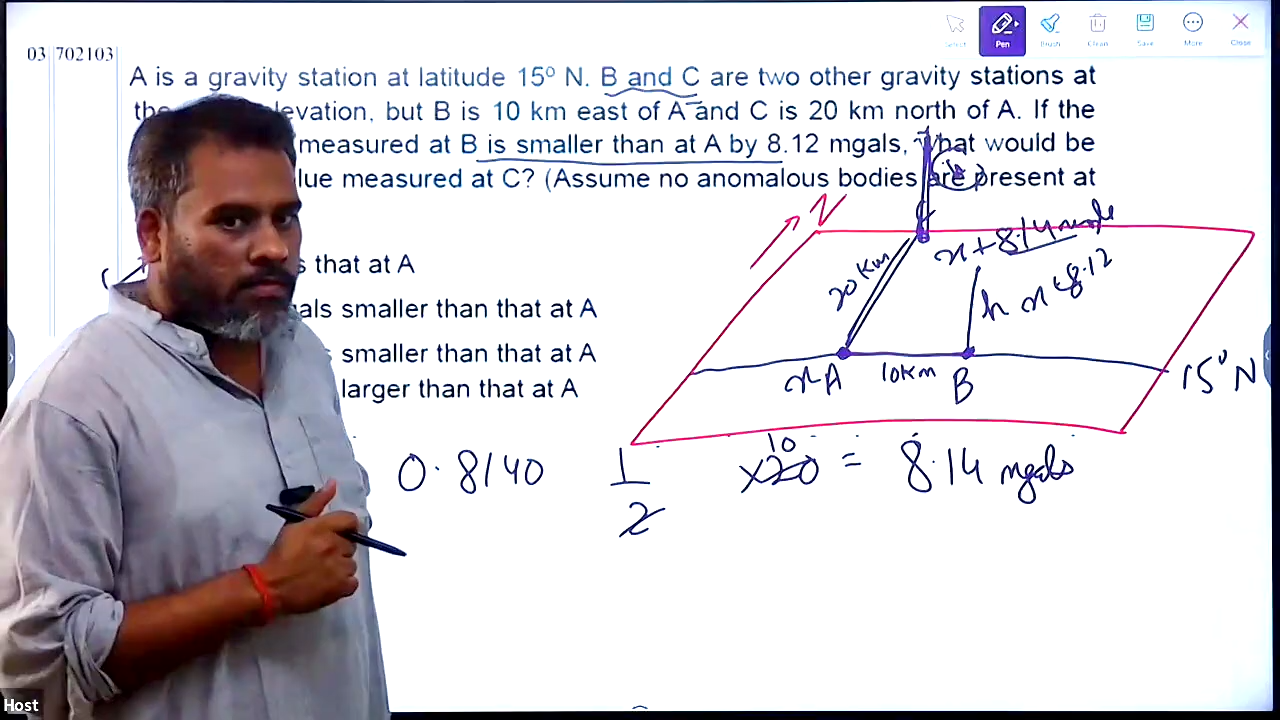 Select Pen Brush Clean Save More Close
03 702103
A is a gravity station at latitude 15⁰ N. B and C are two other gravity stations at
evation, but B is 10 km east of A and C is 20 km north of A. If the
measured at B is smaller than at A by 8.12 mgals, What would be
lue measured at C? (Assume no anomalous bodies are present at
N
C
x + 8.14 mgals
s that at A
20 Km
h x - 8.12
als smaller than that at A
smaller than that at A
x A 10 Km B 15° N
larger than that at A
0.8140 1/2 x 20 10 = 8.14 mgals
Host